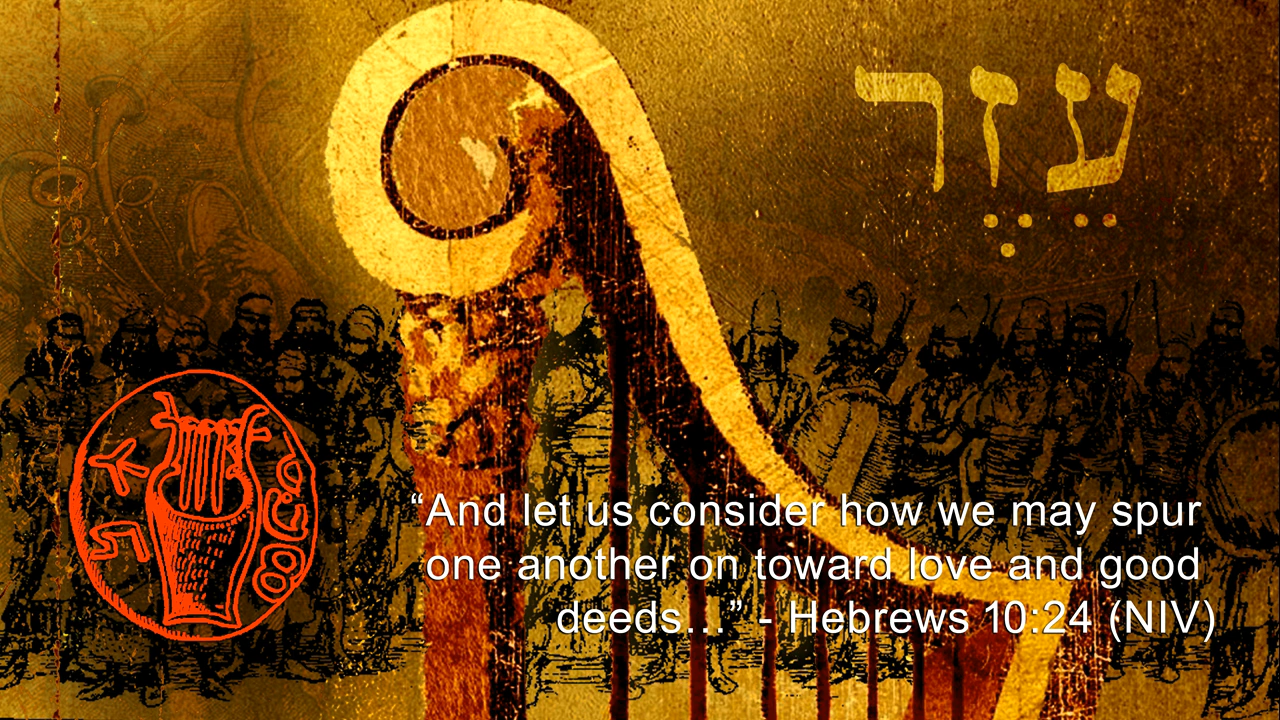 עֵזֶר
“And let us consider how we may spur
one another on toward love and good
deeds…” - Hebrews 10:24 (NIV)